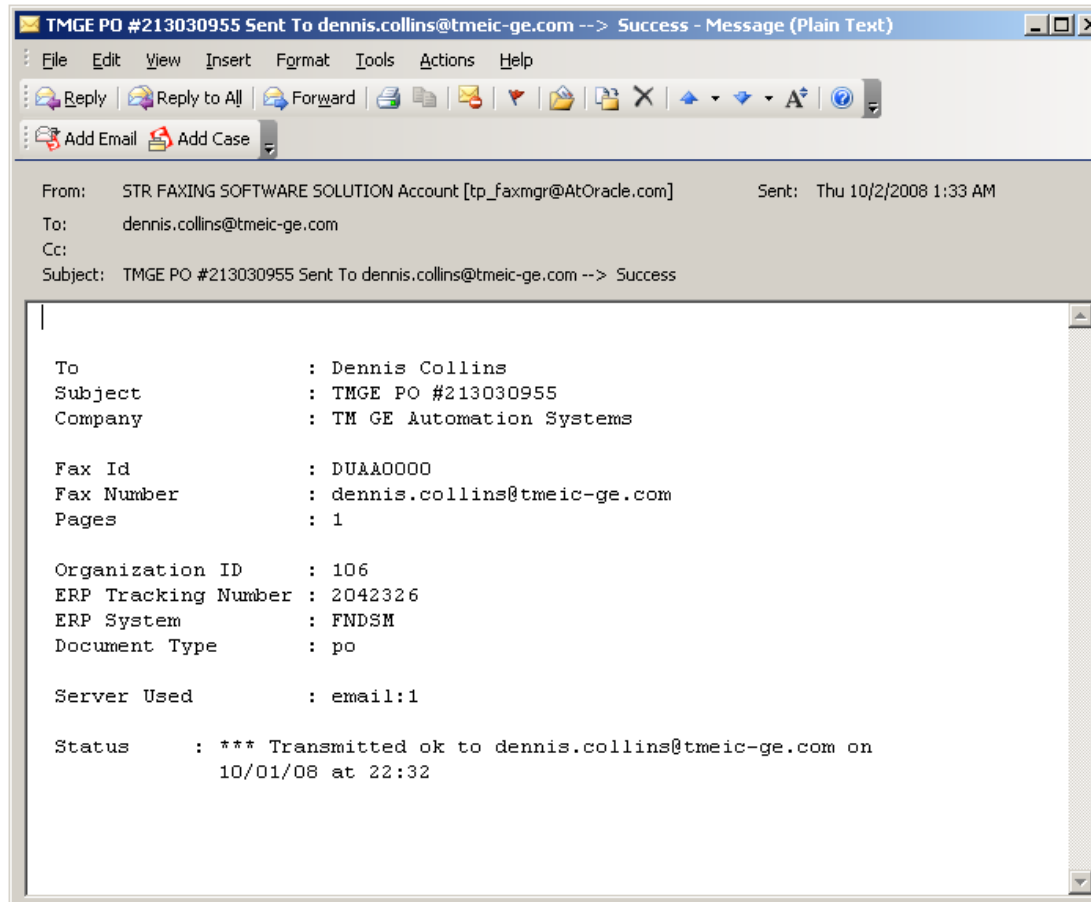 TMGE PO #213030955 Sent To dennis.collins@tmeic-ge.com --> Success - Message (Plain Text)
File Edit View Insert Format Tools Actions Help
Reply Reply to All Forward
Add Email Add Case
From: STR FAXING SOFTWARE SOLUTION Account [tp_faxmgr@AtOracle.com] Sent: Thu 10/2/2008 1:33 AM
To: dennis.collins@tmeic-ge.com
Cc:
Subject: TMGE PO #213030955 Sent To dennis.collins@tmeic-ge.com --> Success
To : Dennis Collins
Subject : TMGE PO #213030955
Company : TM GE Automation Systems
Fax Id : DUAA0000
Fax Number : dennis.collins@tmeic-ge.com
Pages : 1
Organization ID : 106
ERP Tracking Number : 2042326
ERP System : FNDSM
Document Type : po
Server Used : email:1
Status : *** Transmitted ok to dennis.collins@tmeic-ge.com on
10/01/08 at 22:32